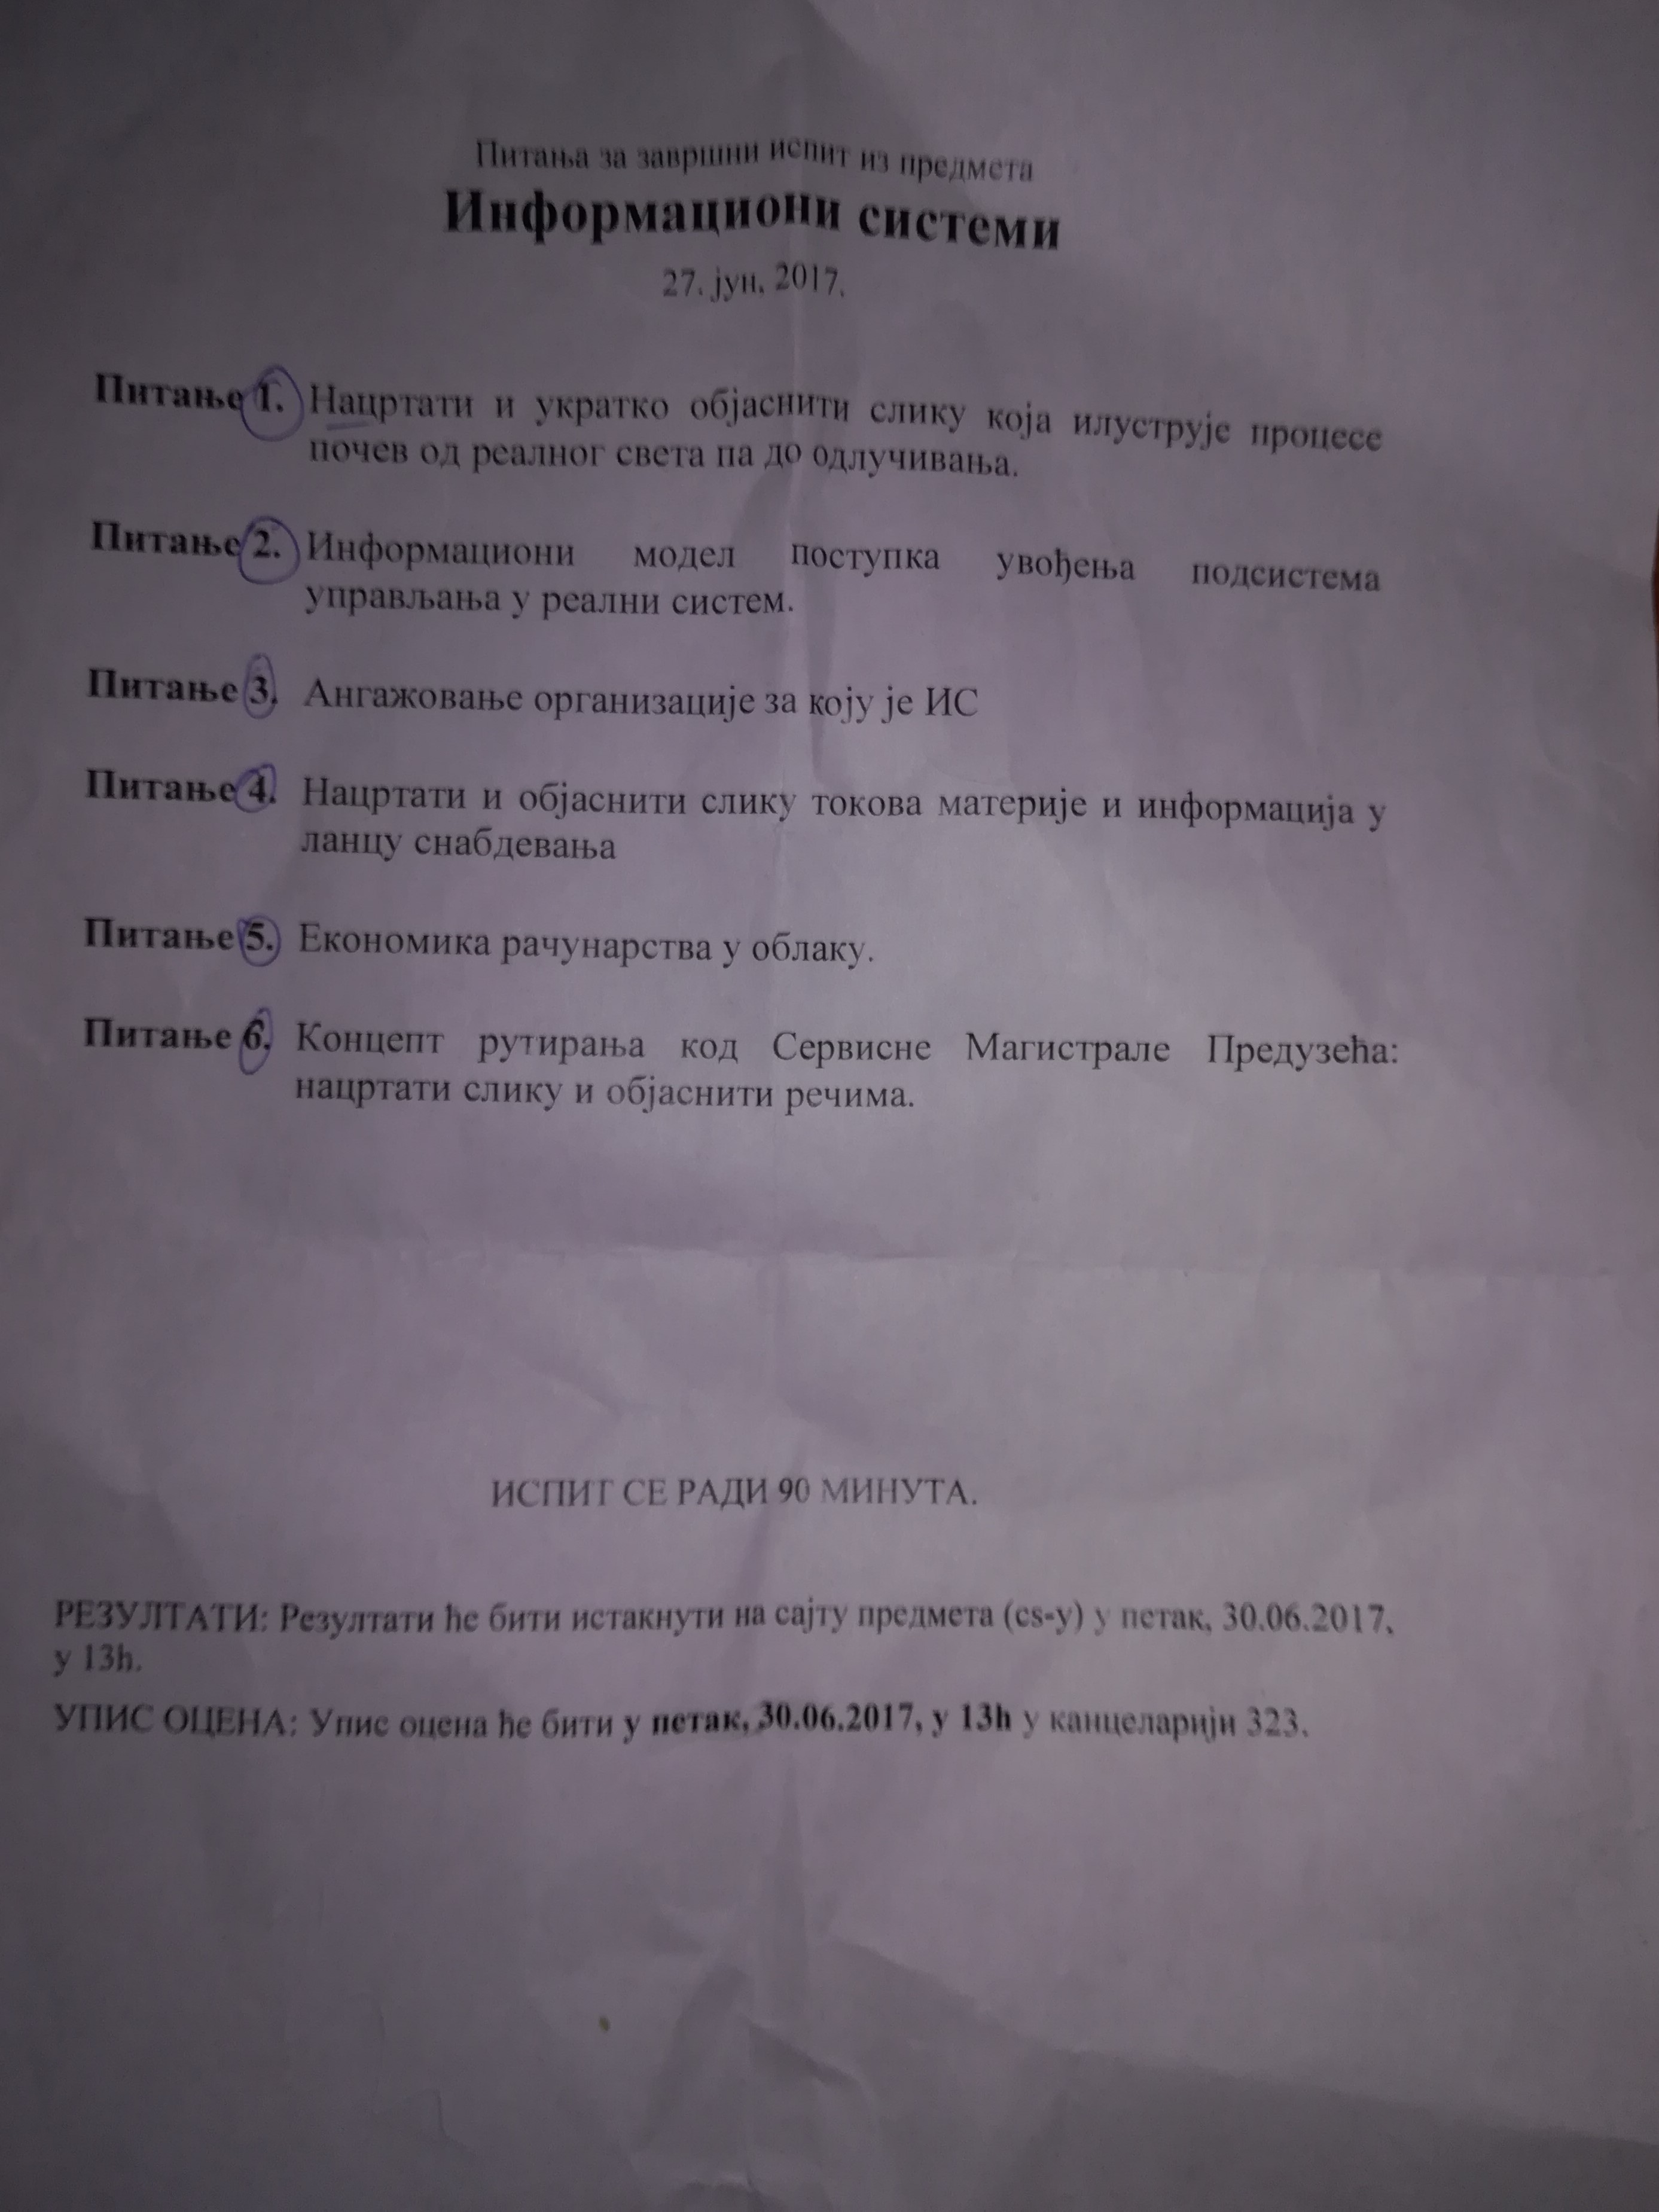 Питања за завршни испит из предмета
Информациони системи
27. јун, 2017.
Питање 1. Нацртати и укратко објаснити слику која илуструје процесе
почев од реалног света па до одлучивања.
Питање 2. Информациони модел поступка увођења подсистема
управљања у реални систем.
Питање 3. Ангажовање организације за коју је ИС
Питање 4. Нацртати и објаснити слику токова материје и информација у
ланцу снабдевања
Питање 5. Економика рачунарства у облаку.
Питање 6. Концепт рутирања код Сервисне Магистрале Предузећа:
нацртати слику и објаснити речима.
ИСПИТ СЕ РАДИ 90 МИНУТА.
РЕЗУЛТАТИ: Резултати ће бити истакнути на сајту предмета (cs-y) у петак, 30.06.2017,
у 13h.
УПИС ОЦЕНА: Упис оцена ће бити у петак, 30.06.2017, у 13h у канцеларији 323.